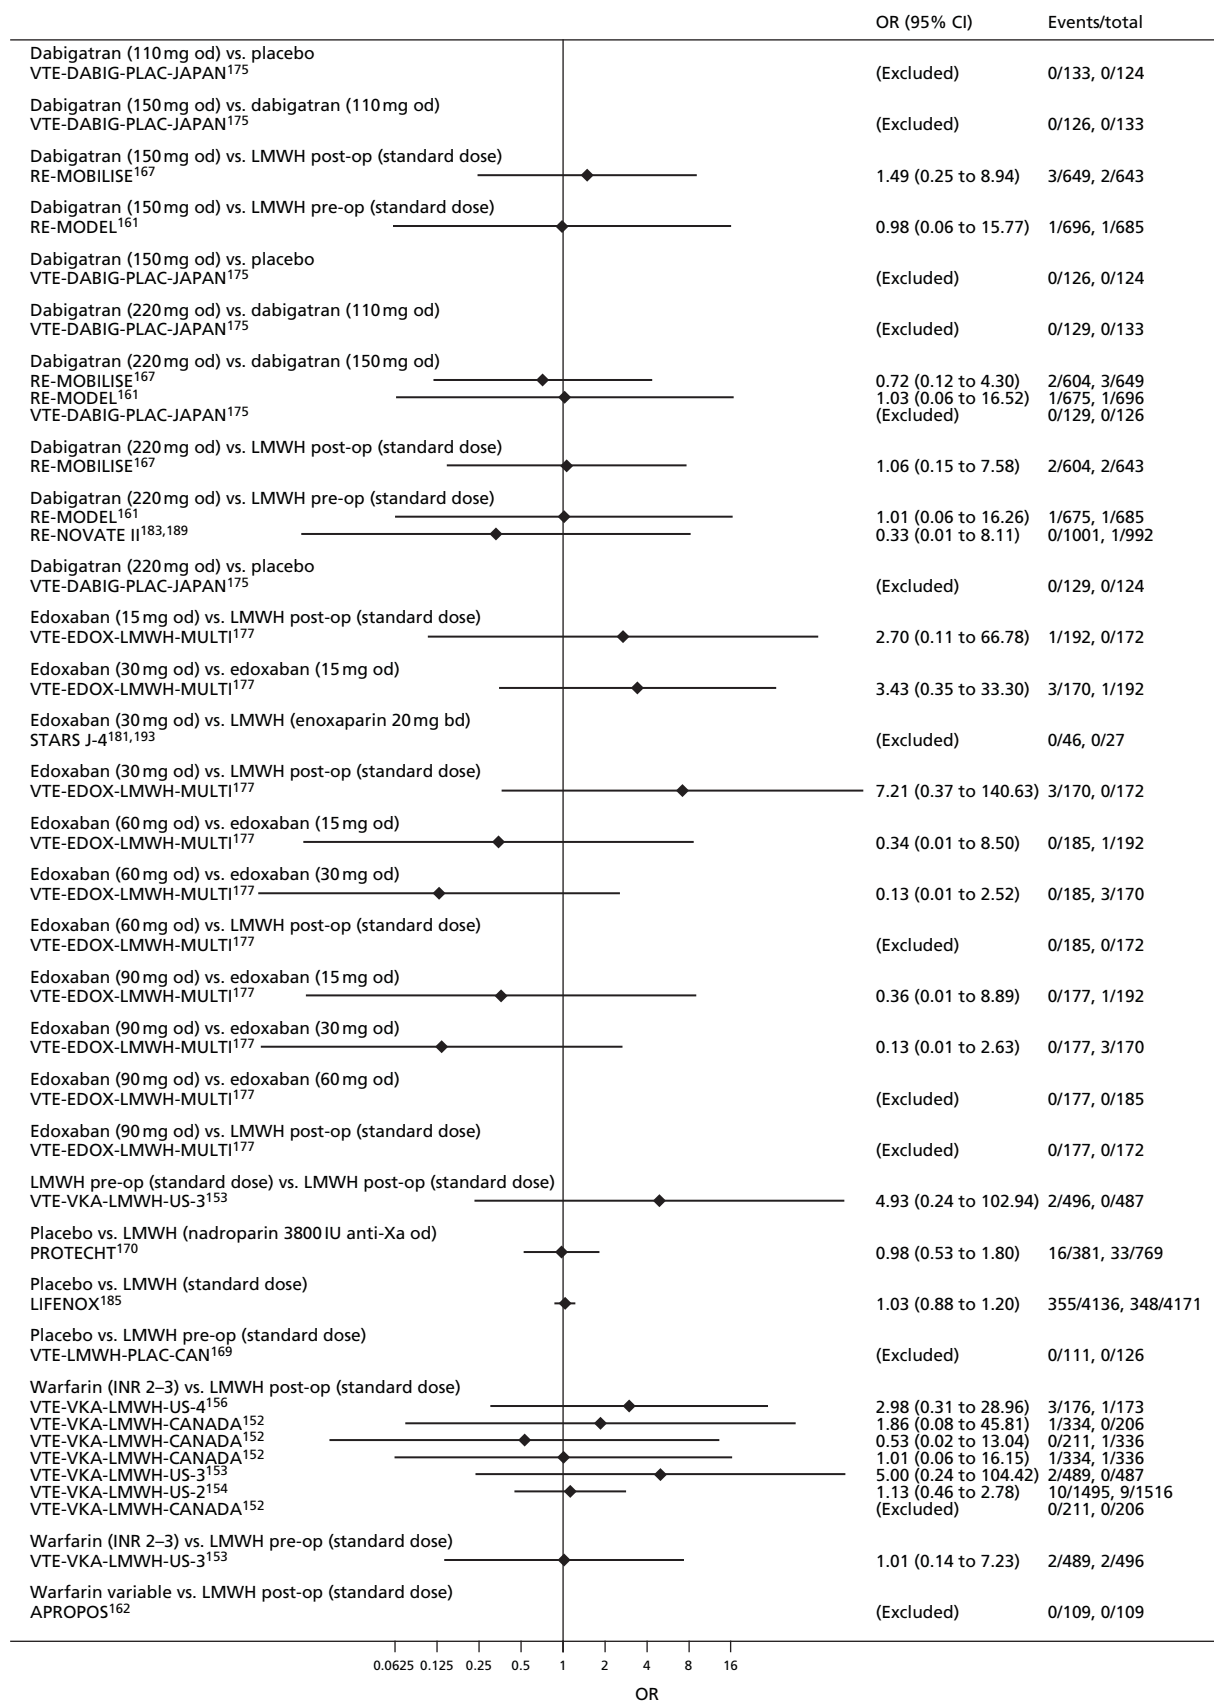 OR (95% CI) Events/total
Dabigatran (110 mg od) vs. placebo
VTE-DABIG-PLAC-JAPAN175 (Excluded) 0/133, 0/124
Dabigatran (150 mg od) vs. dabigatran (110 mg od)
VTE-DABIG-PLAC-JAPAN175 (Excluded) 0/126, 0/133
Dabigatran (150 mg od) vs. LMWH post-op (standard dose)
RE-MOBILISE167 1.49 (0.25 to 8.94) 3/649, 2/643
Dabigatran (150 mg od) vs. LMWH pre-op (standard dose)
RE-MODEL161 0.98 (0.06 to 15.77) 1/696, 1/685
Dabigatran (150 mg od) vs. placebo
VTE-DABIG-PLAC-JAPAN175 (Excluded) 0/126, 0/124
Dabigatran (220 mg od) vs. dabigatran (110 mg od)
VTE-DABIG-PLAC-JAPAN175 (Excluded) 0/129, 0/133
Dabigatran (220 mg od) vs. dabigatran (150 mg od)
RE-MOBILISE167 0.72 (0.12 to 4.30) 2/604, 3/649
RE-MODEL161 1.03 (0.06 to 16.52) 1/675, 1/696
VTE-DABIG-PLAC-JAPAN175 (Excluded) 0/129, 0/126
Dabigatran (220 mg od) vs. LMWH post-op (standard dose)
RE-MOBILISE167 1.06 (0.15 to 7.58) 2/604, 2/643
Dabigatran (220 mg od) vs. LMWH pre-op (standard dose)
RE-MODEL161 1.01 (0.06 to 16.26) 1/675, 1/685
RE-NOVATE II183,189 0.33 (0.01 to 8.11) 0/1001, 1/992
Dabigatran (220 mg od) vs. placebo
VTE-DABIG-PLAC-JAPAN175 (Excluded) 0/129, 0/124
Edoxaban (15 mg od) vs. LMWH post-op (standard dose)
VTE-EDOX-LMWH-MULTI177 2.70 (0.11 to 66.78) 1/192, 0/172
Edoxaban (30 mg od) vs. edoxaban (15 mg od)
VTE-EDOX-LMWH-MULTI177 3.43 (0.35 to 33.30) 3/170, 1/192
Edoxaban (30 mg od) vs. LMWH (enoxaparin 20 mg bd)
STARS J-4181,193 (Excluded) 0/46, 0/27
Edoxaban (30 mg od) vs. LMWH post-op (standard dose)
VTE-EDOX-LMWH-MULTI177 7.21 (0.37 to 140.63) 3/170, 0/172
Edoxaban (60 mg od) vs. edoxaban (15 mg od)
VTE-EDOX-LMWH-MULTI177 0.34 (0.01 to 8.50) 0/185, 1/192
Edoxaban (60 mg od) vs. edoxaban (30 mg od)
VTE-EDOX-LMWH-MULTI177 0.13 (0.01 to 2.52) 0/185, 3/170
Edoxaban (60 mg od) vs. LMWH post-op (standard dose)
VTE-EDOX-LMWH-MULTI177 (Excluded) 0/185, 0/172
Edoxaban (90 mg od) vs. edoxaban (15 mg od)
VTE-EDOX-LMWH-MULTI177 0.36 (0.01 to 8.89) 0/177, 1/192
Edoxaban (90 mg od) vs. edoxaban (30 mg od)
VTE-EDOX-LMWH-MULTI177 0.13 (0.01 to 2.63) 0/177, 3/170
Edoxaban (90 mg od) vs. edoxaban (60 mg od)
VTE-EDOX-LMWH-MULTI177 (Excluded) 0/177, 0/185
Edoxaban (90 mg od) vs. LMWH post-op (standard dose)
VTE-EDOX-LMWH-MULTI177 (Excluded) 0/177, 0/172
LMWH pre-op (standard dose) vs. LMWH post-op (standard dose)
VTE-VKA-LMWH-US-3153 4.93 (0.24 to 102.94) 2/496, 0/487
Placebo vs. LMWH (nadroparin 3800 IU anti-Xa od)
PROTECHT170 0.98 (0.53 to 1.80) 16/381, 33/769
Placebo vs. LMWH (standard dose)
LIFENOX185 1.03 (0.88 to 1.20) 355/4136, 348/4171
Placebo vs. LMWH pre-op (standard dose)
VTE-LMWH-PLAC-CAN169 (Excluded) 0/111, 0/126
Warfarin (INR 2–3) vs. LMWH post-op (standard dose)
VTE-VKA-LMWH-US-4156 2.98 (0.31 to 28.96) 3/176, 1/173
VTE-VKA-LMWH-CANADA152 1.86 (0.08 to 45.81) 1/334, 0/206
VTE-VKA-LMWH-CANADA152 0.53 (0.02 to 13.04) 0/211, 1/336
VTE-VKA-LMWH-CANADA152 1.01 (0.06 to 16.15) 1/334, 1/336
VTE-VKA-LMWH-US-3153 5.00 (0.24 to 104.42) 2/489, 0/487
VTE-VKA-LMWH-US-2154 1.13 (0.46 to 2.78) 10/1495, 9/1516
VTE-VKA-LMWH-CANADA152 (Excluded) 0/211, 0/206
Warfarin (INR 2–3) vs. LMWH pre-op (standard dose)
VTE-VKA-LMWH-US-3153 1.01 (0.14 to 7.23) 2/489, 2/496
Warfarin variable vs. LMWH post-op (standard dose)
APROPOS162 (Excluded) 0/109, 0/109
0.0625 0.125 0.25 0.5 1 2 4 8 16
OR